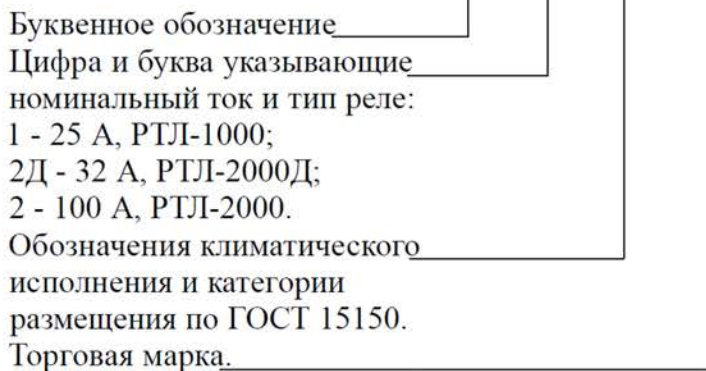 Буквенное обозначение
Цифра и буква указывающие
номинальный ток и тип реле:
1 - 25 А, РТЛ-1000;
2Д - 32 А, РТЛ-2000Д;
2 - 100 А, РТЛ-2000.
Обозначения климатического
исполнения и категории
размещения по ГОСТ 15150.
Торговая марка.